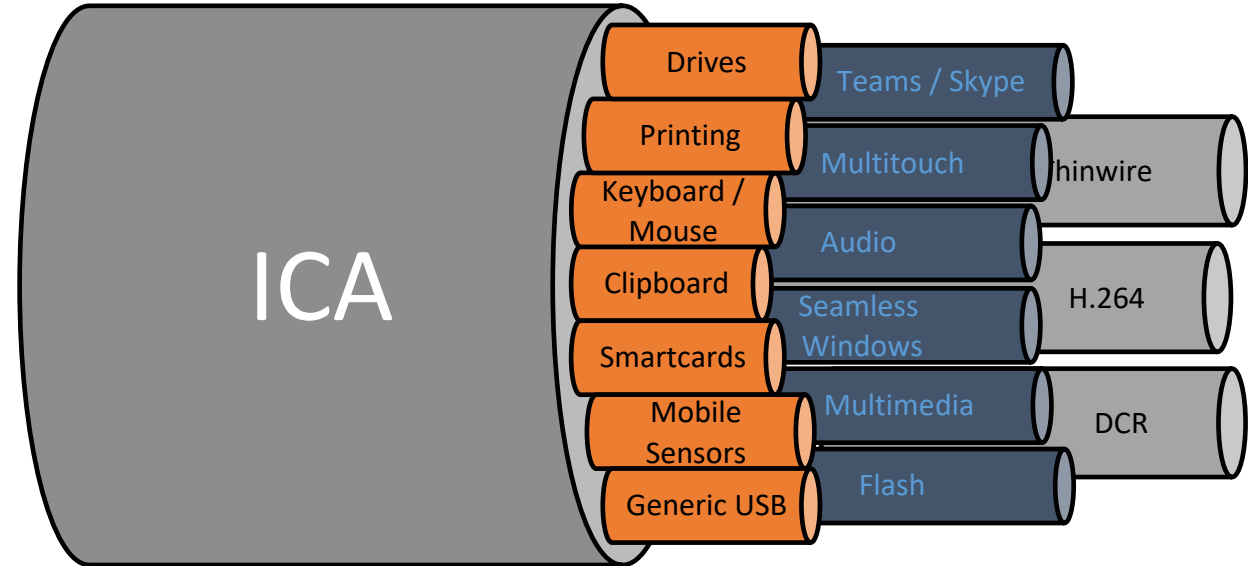 ICA
Drives
Printing
Keyboard /
Mouse
Clipboard
Smartcards
Mobile
Sensors
Generic USB
Teams / Skype
Multitouch
Audio
Seamless
Windows
Multimedia
Flash
hinwire
H.264
DCR